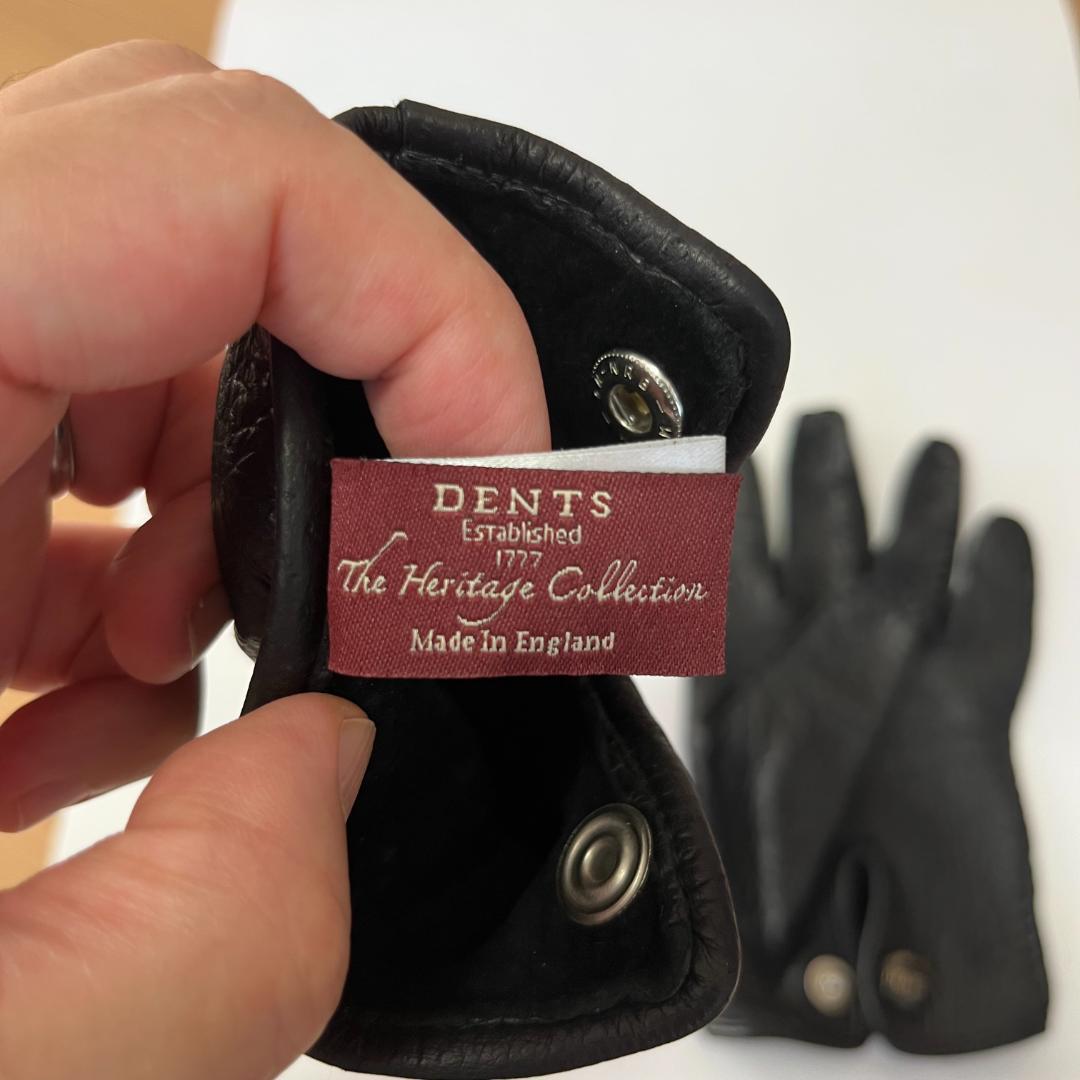 DENTS
Established
1777
The Heritage Collection
Made In England